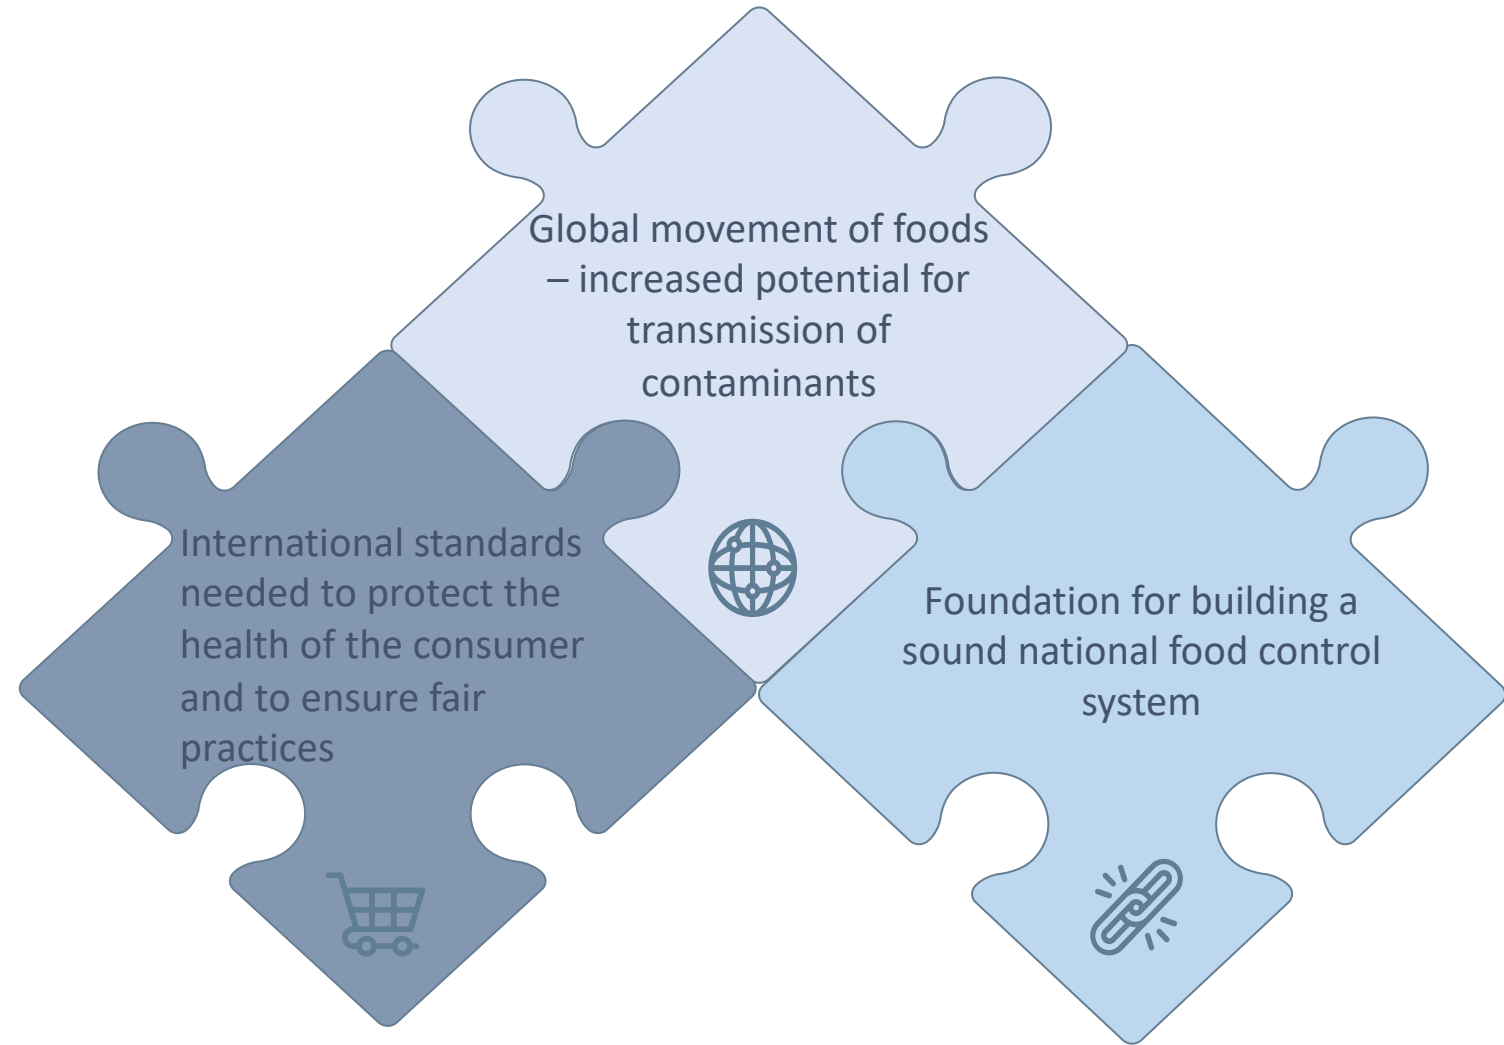 Global movement of foods
– increased potential for
transmission of
contaminants
International standards
needed to protect the
health of the consumer
and to ensure fair
practices
Foundation for building a
sound national food control
system